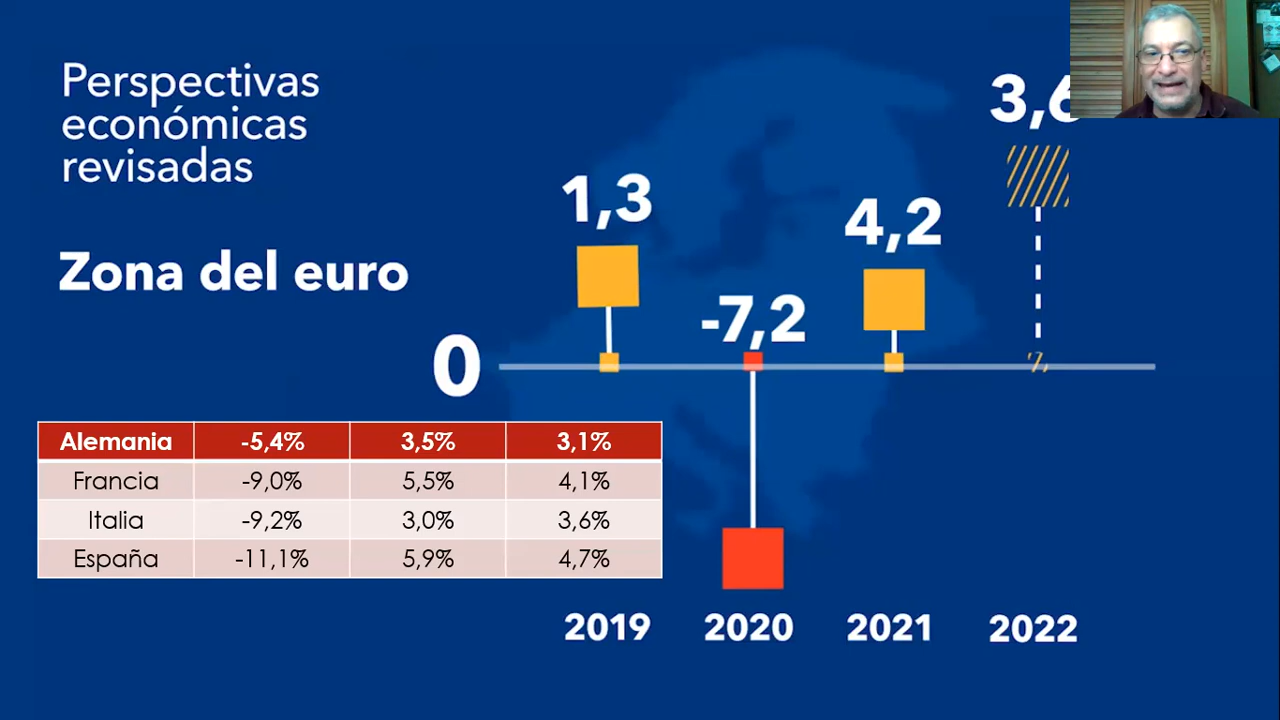 Perspectivas
económicas
revisadas
Zona del euro
3,6
1,3
4,2
-7,2
0
Alemania -5,4% 3,5% 3,1%
Francia -9,0% 5,5% 4,1%
Italia -9,2% 3,0% 3,6%
España -11,1% 5,9% 4,7%
2019 2020 2021 2022